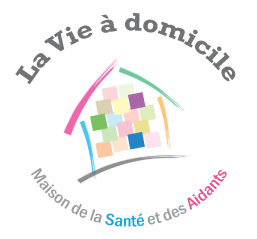 La Vie à domicile
Maison de la Santé et des Aidants